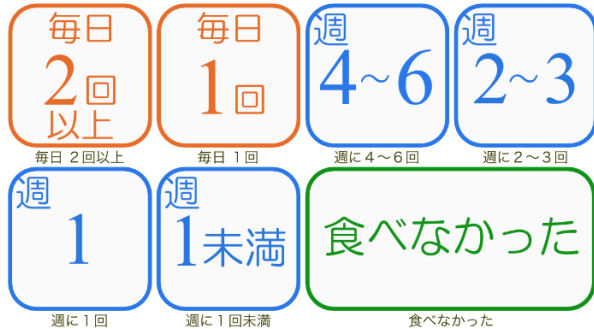 毎日
2回
以上
毎日
1回
週
4~6
週
2~3
毎日 2回以上
毎日 1回
週に4～6回
週に2～3回
週
1
週
1未満
食べなかった
週に1回
週に1回未満
食べなかった